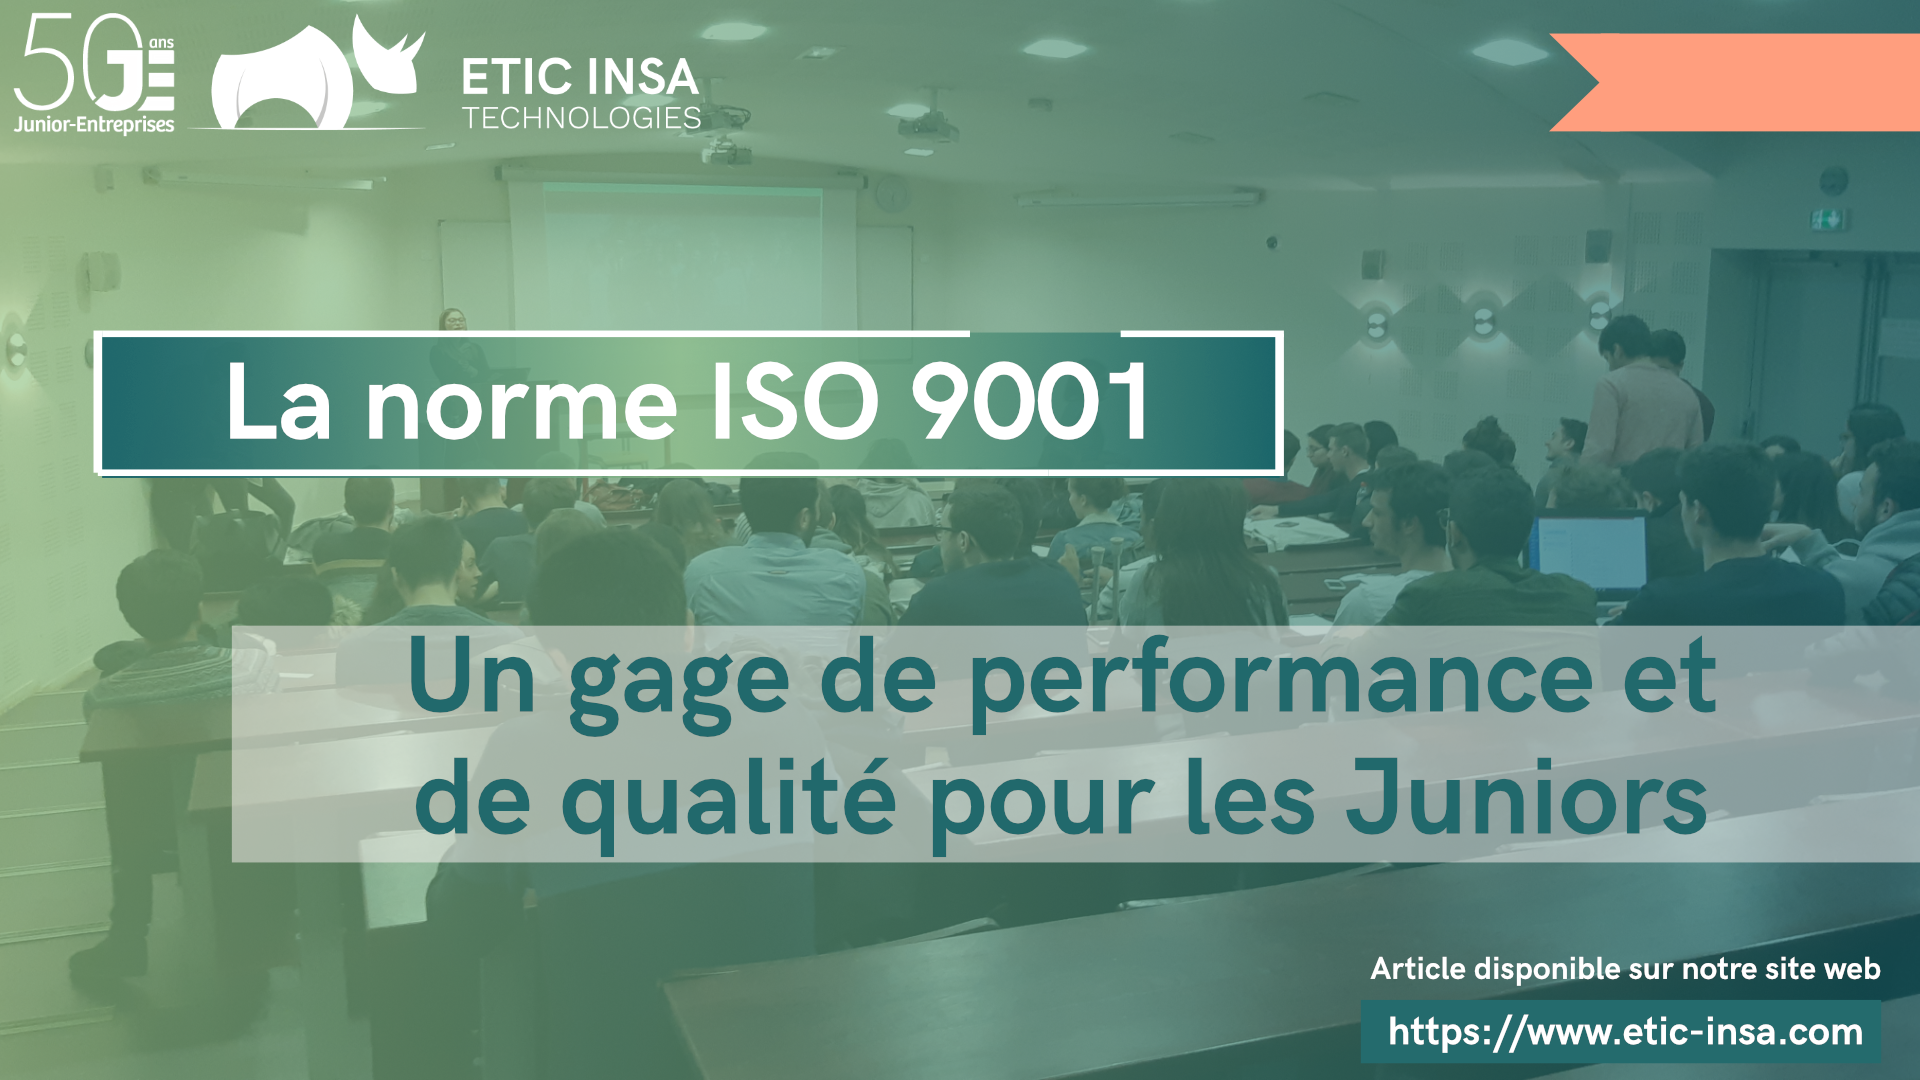 50 ans
JE
Junior-Entreprises
ETIC INSA
TECHNOLOGIES
La norme ISO 9001
Un gage de performance et
de qualité pour les Juniors
Article disponible sur notre site web
https://www.etic-insa.com